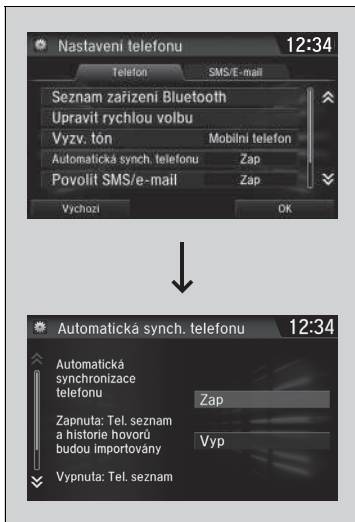 Nastavení telefonu 12:34
Telefon SMS/E-mail
Seznam zařízení Bluetooth
Upravit rychlou volbu
Vyzv. tón Mobilní telefon
Automatická synch. telefonu Zap
Povolit SMS/e-mail Zap
Výchozí OK
Automatická synch. telefonu 12:34
Automatická
synchronizace
telefonu
Zap
Zapnuta: Tel. seznam
a historie hovorů
budou importovány
Vyp
Vypnuta: Tel. seznam